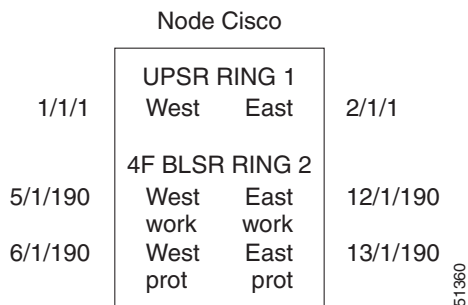 Node Cisco
UPSR RING 1
1/1/1 West East 2/1/1
4F BLSR RING 2
5/1/190 West East 12/1/190
work work
6/1/190 West East 13/1/190
prot prot
51360